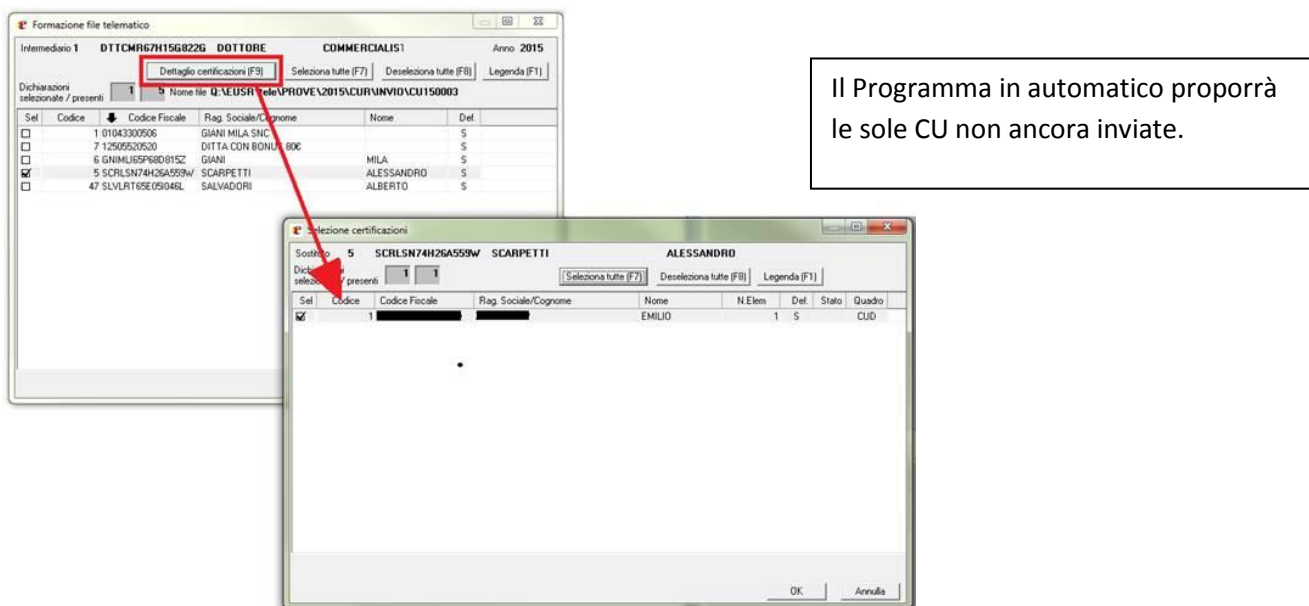 Formazione file telematico
Intermediario 1 DTTCMR67H15G822G DOTTORE COMMERCIALIST Anno 2015
Dettaglio certificazioni (F9) Seleziona tutte (F7) Deseleziona tutte (F8) Legenda (F1)
Dichiarazioni
selezionate / presenti 1 5 Nome file Q:\EUSR\tele\PROVE\2015\CUR\INVIO\CU150003
Sel Codice Codice Fiscale Rag. Sociale/Cognome Nome Def.
1 01043300506 GIANI MILA SNC S
7 12505520520 DITTA CON BONUS 80€ S
6 GNIMLI65P68D815Z GIANI MILA S
5 SCRLSN74H26A559W SCARPETTI ALESSANDRO S
47 SLVLRT65E05I046L SALVADORI ALBERTO S
Il Programma in automatico proporrà
le sole CU non ancora inviate.
Selezione certificazioni
Sostituto 5 SCRLSN74H26A559W SCARPETTI ALESSANDRO
Dichiarazioni
selezionate / presenti 1 1 Seleziona tutte (F7) Deseleziona tutte (F8) Legenda (F1)
Sel Codice Codice Fiscale Rag. Sociale/Cognome Nome N.Elem Def. Stato Quadro
1 EMILIO 1 S CUD
OK Annulla